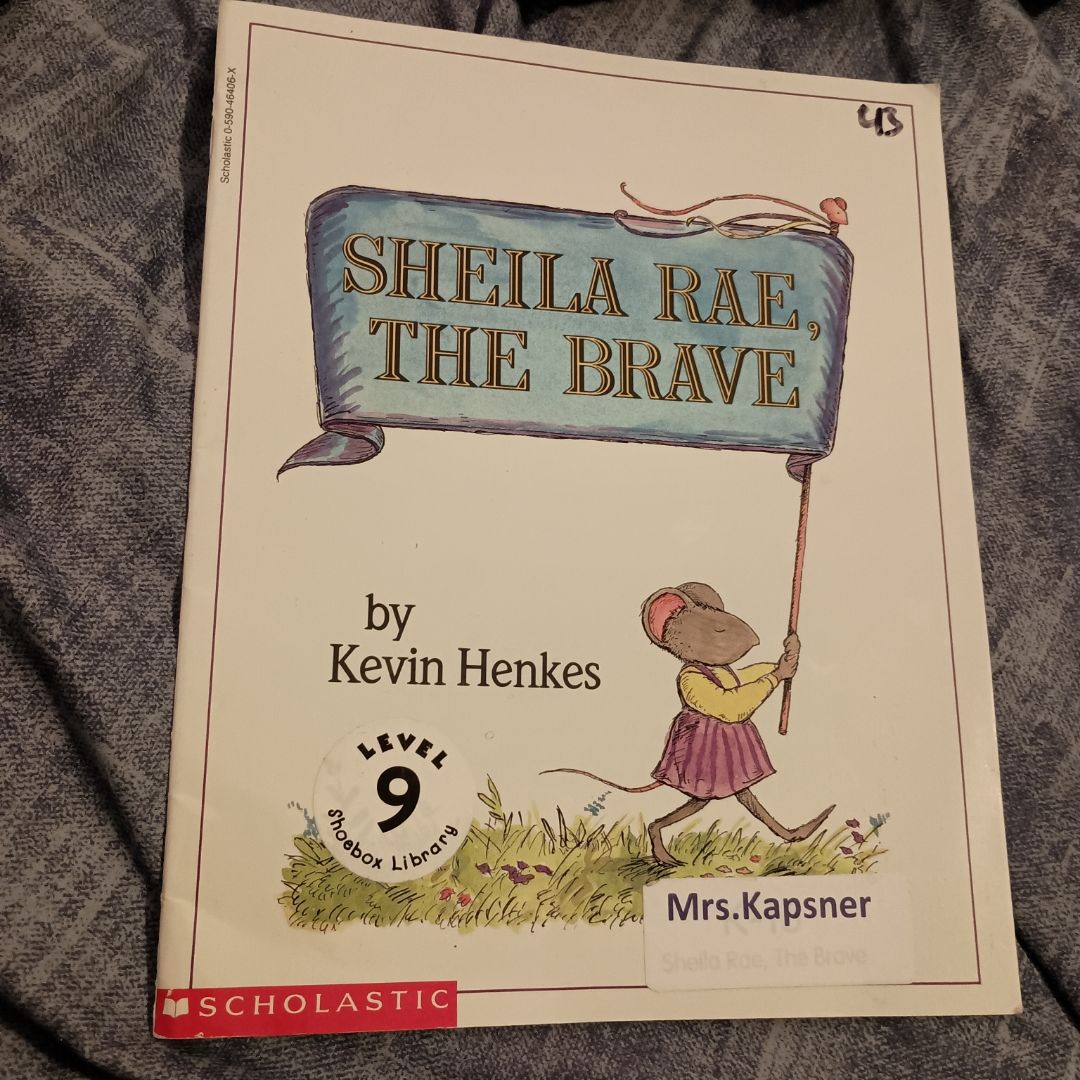 Scholastic 0-590-46406-X
43
SHEILA RAE,
THE BRAVE
by
Kevin Henkes
LEVEL
9
Shoebox Library
Mrs.Kapsner
Sheila Rae, The Brave
SCHOLASTIC